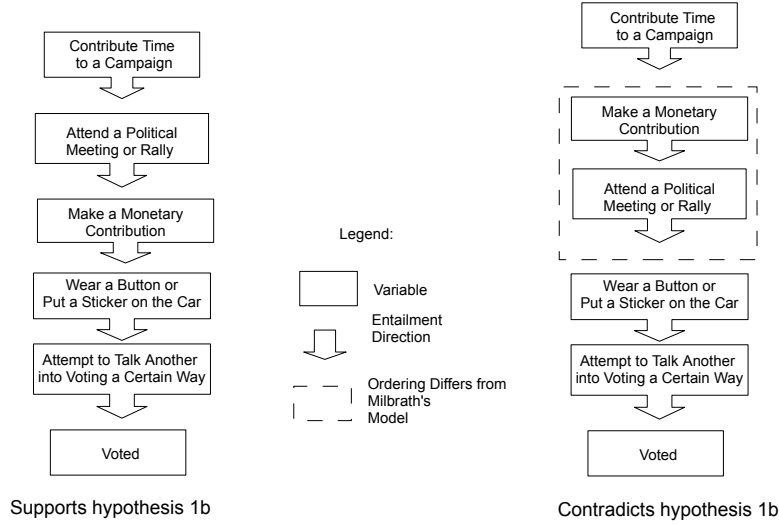 Contribute Time
to a Campaign
Attend a Political
Meeting or Rally
Make a Monetary
Contribution
Wear a Button or
Put a Sticker on the Car
Attempt to Talk Another
into Voting a Certain Way
Voted
Supports hypothesis 1b
Legend:
Variable
Entailment
Direction
Ordering Differs from
Milbrath's
Model
Contribute Time
to a Campaign
Make a Monetary
Contribution
Attend a Political
Meeting or Rally
Wear a Button or
Put a Sticker on the Car
Attempt to Talk Another
into Voting a Certain Way
Voted
Contradicts hypothesis 1b